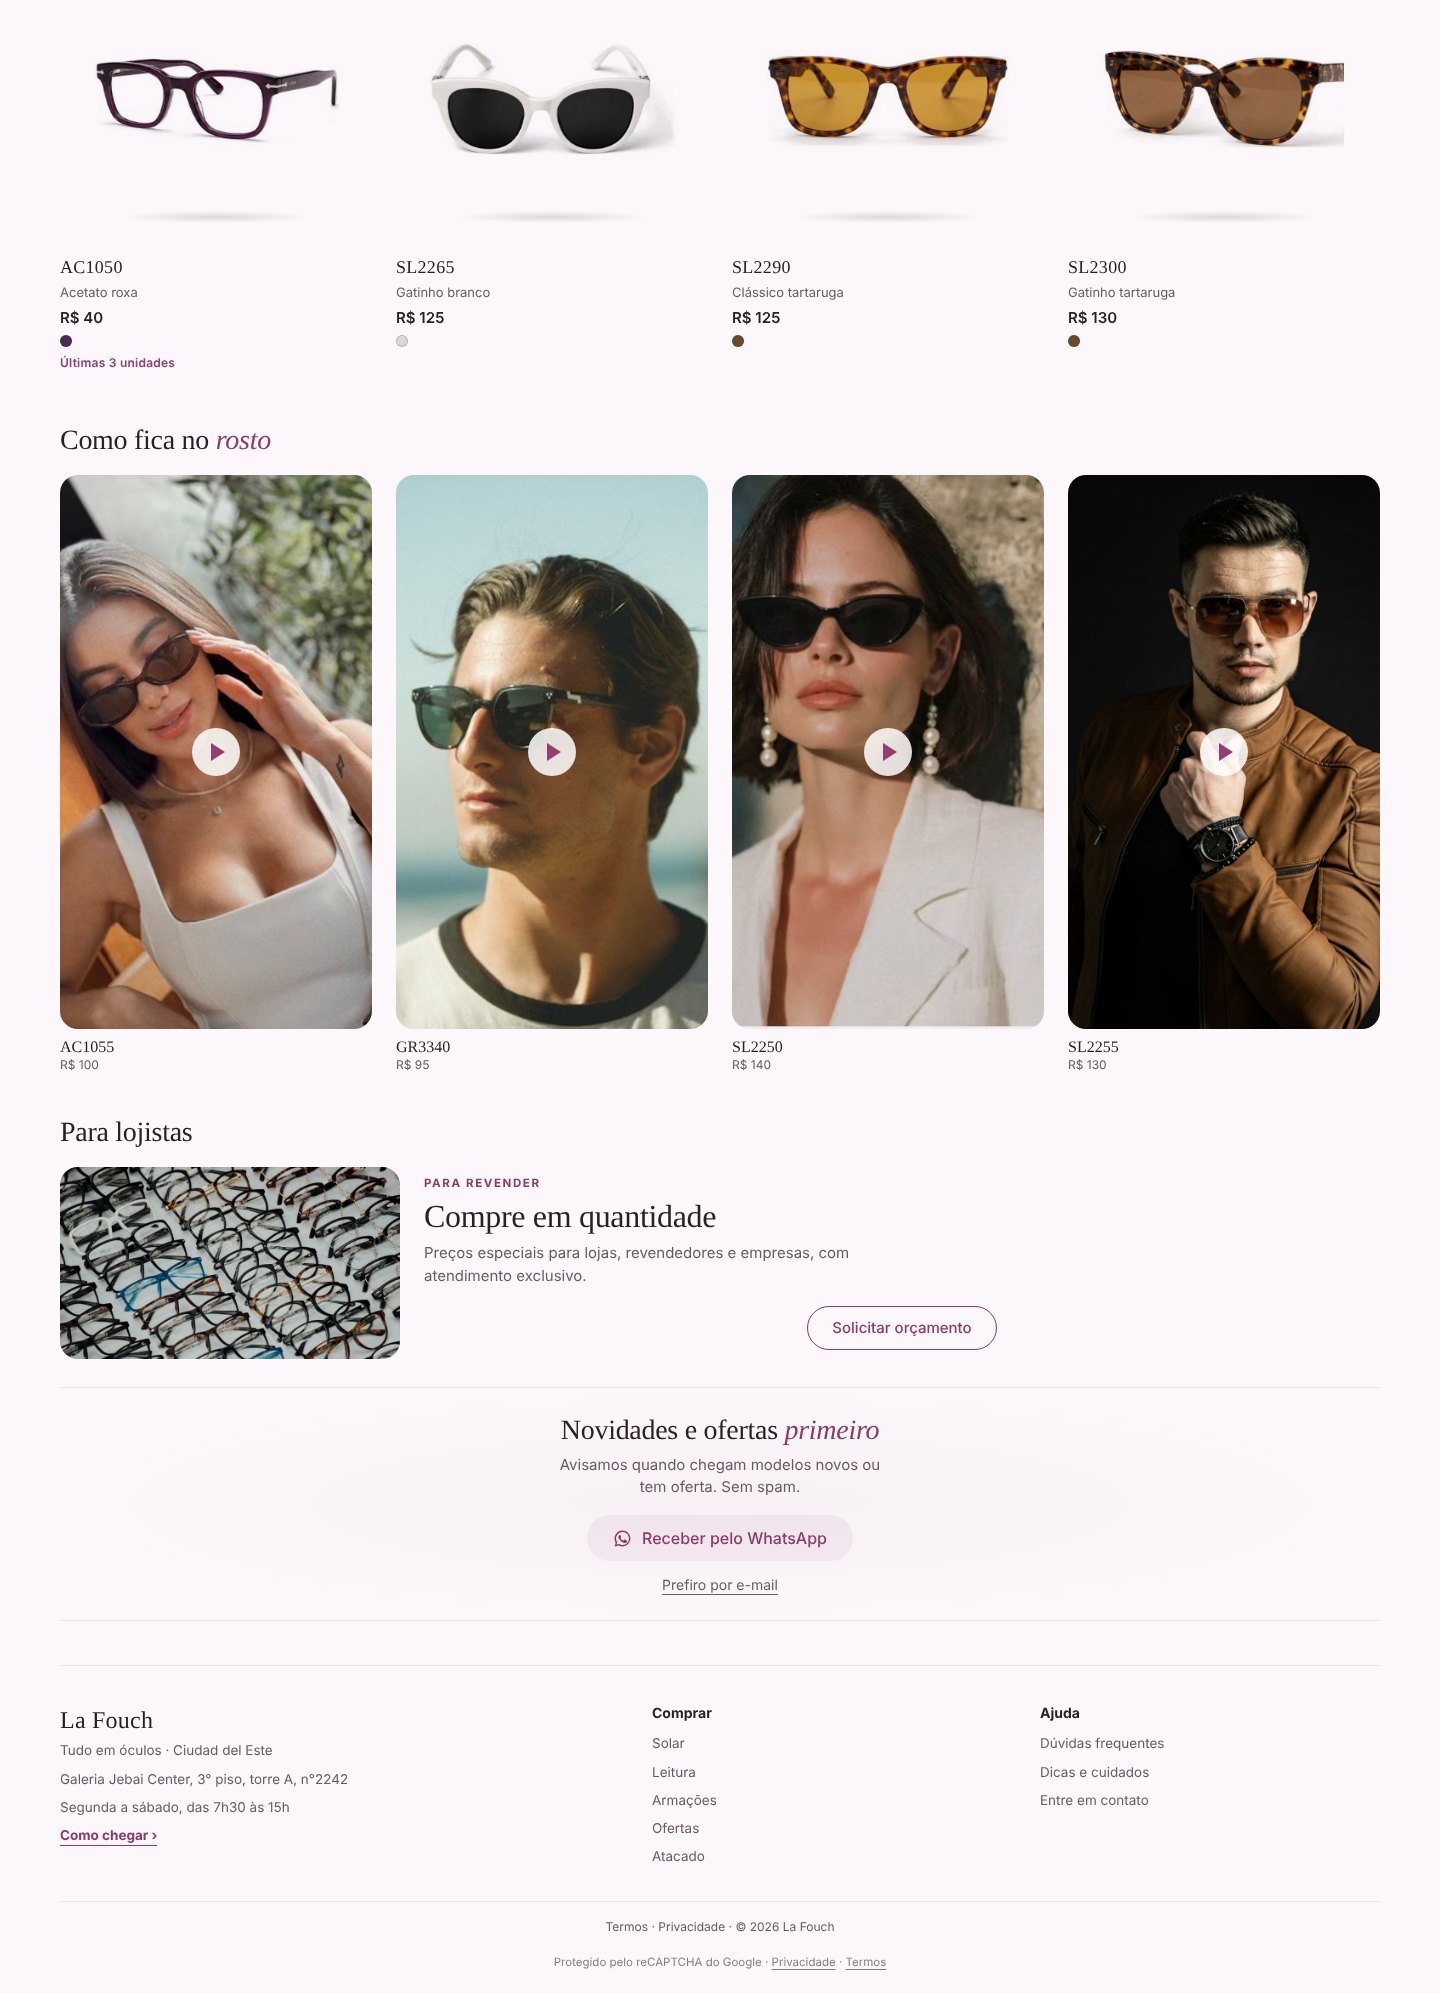 AC1050
Acetato roxa
R$ 40
Últimas 3 unidades
SL2265
Gatinho branco
R$ 125
SL2290
Clássico tartaruga
R$ 125
SL2300
Gatinho tartaruga
R$ 130
Como fica no rosto
AC1055
R$ 100
GR3340
R$ 95
SL2250
R$ 140
SL2255
R$ 130
Para lojistas
PARA REVENDER
Compre em quantidade
Preços especiais para lojas, revendedores e empresas, com
atendimento exclusivo.
Solicitar orçamento
Novidades e ofertas primeiro
Avisamos quando chegam modelos novos ou
tem oferta. Sem spam.
Receber pelo WhatsApp
Prefiro por e-mail
La Fouch
Tudo em óculos · Ciudad del Este
Galeria Jebai Center, 3° piso, torre A, n°2242
Segunda a sábado, das 7h30 às 15h
Como chegar ›
Comprar
Solar
Leitura
Armações
Ofertas
Atacado
Ajuda
Dúvidas frequentes
Dicas e cuidados
Entre em contato
Termos · Privacidade · © 2026 La Fouch
Protegido pelo reCAPTCHA do Google · Privacidade · Termos